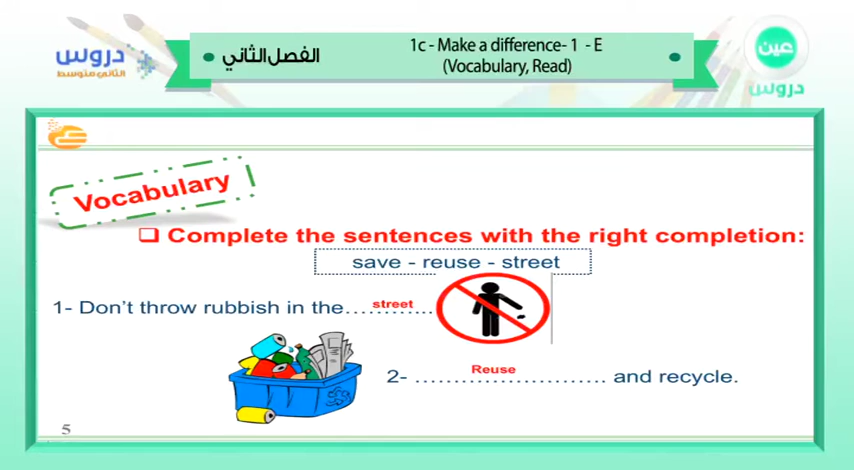 دروس
الثاني متوسط
الفصل الثاني
1c - Make a difference- 1 - E
(Vocabulary, Read)
عين
دروس
Vocabulary
❑ Complete the sentences with the right completion:
save - reuse - street
1- Don't throw rubbish in the....street....
2- ....Reuse.... and recycle.
5